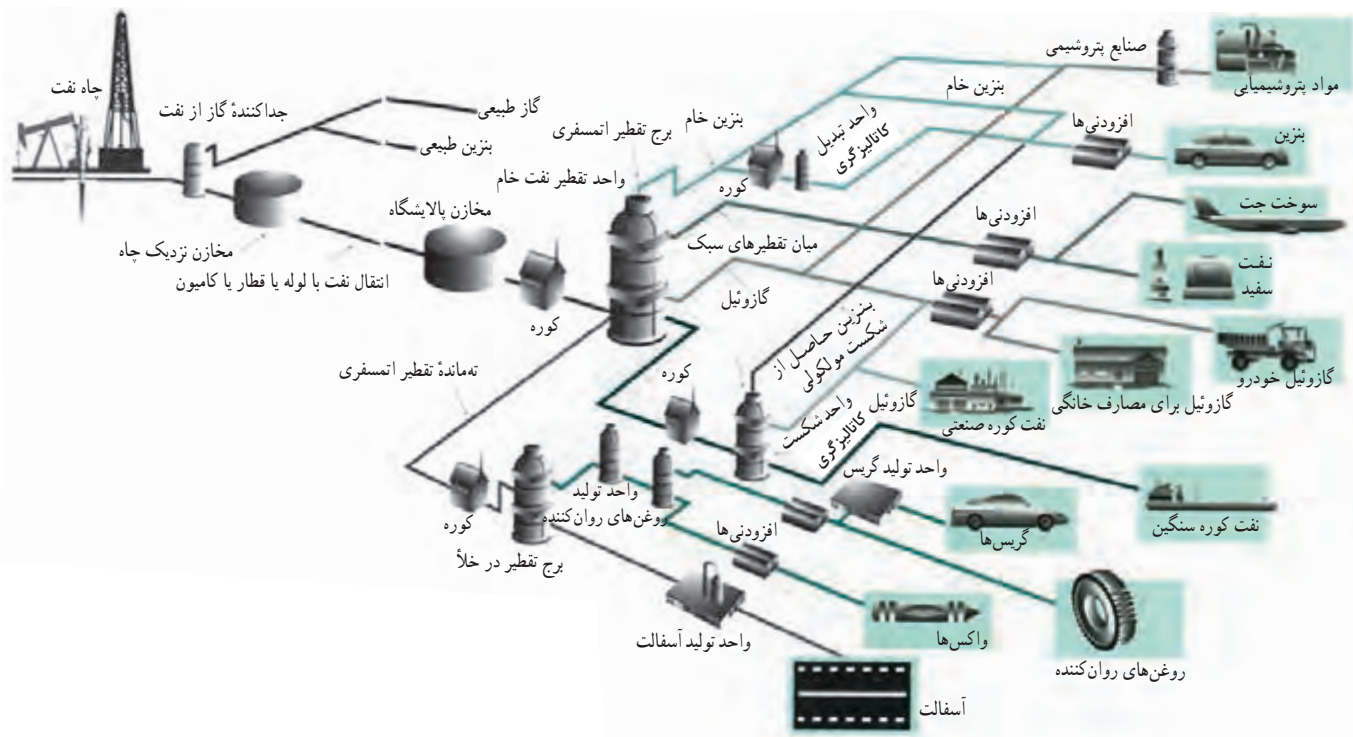 چاه نفت
جداکنندهٔ گاز از نفت
گاز طبیعی
بنزین طبیعی
مخازن نزدیک چاه
انتقال نفت با لوله یا قطار یا کامیون
مخازن پالایشگاه
کوره
برج تقطیر اتمسفری
واحد تقطیر نفت خام
بنزین خام
کوره
واحد تبدیل
کاتالیزگری
صنایع پتروشیمی
مواد پتروشیمیایی
بنزین خام
افزودنی‌ها
بنزین
میان تقطیرهای سبک
افزودنی‌ها
سوخت جت
نفت
سفید
گازوئیل
افزودنی‌ها
گازوئیل خودرو
گازوئیل برای مصارف خانگی
نفت کوره صنعتی
بنزین حاصل از
شکست مولکولی
کوره
گازوئیل
واحد شکست
کاتالیزگری
نفت کوره سنگین
ته‌ماندهٔ تقطیر اتمسفری
کوره
برج تقطیر در خلأ
واحد تولید
روغن‌های روان‌کننده
واحد تولید گریس
گریس‌ها
افزودنی‌ها
واکس‌ها
روغن‌های روان‌کننده
واحد تولید آسفالت
آسفالت